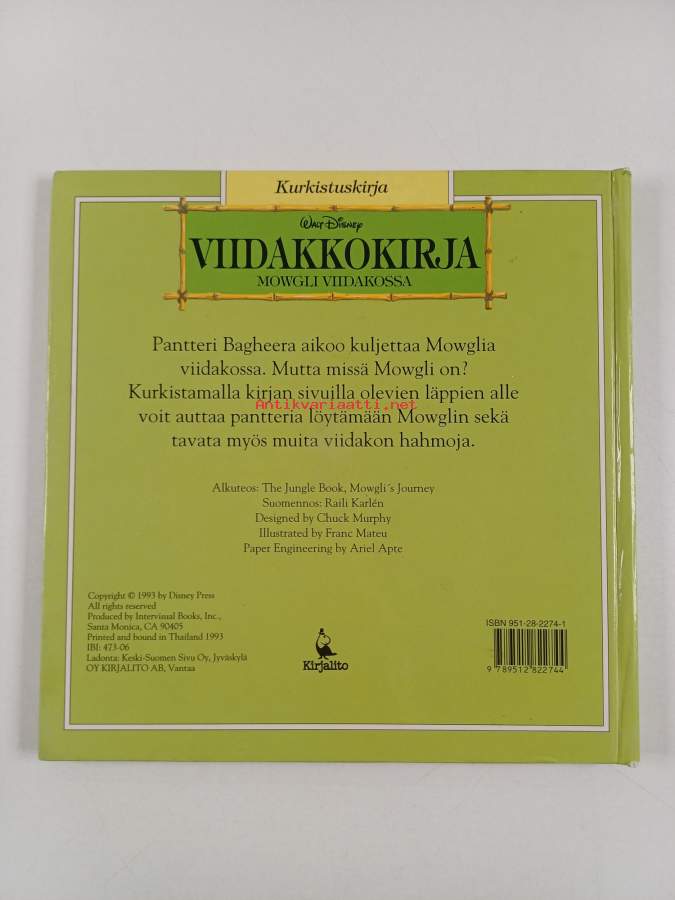 Kurkistuskirja
WALT DISNEY
VIIDAKKOKIRJA
MOWGLI VIIDAKOSSA
Pantteri Bagheera aikoo kuljettaa Mowglia
viidakossa. Mutta missä Mowgli on?
Kurkistamalla kirjan sivuilla olevien läppien alle
Antikvariaatti.net
voit auttaa pantteria löytämään Mowglin sekä
tavata myös muita viidakon hahmoja.
Alkuteos: The Jungle Book, Mowgli´s Journey
Suomennos: Raili Karlén
Designed by Chuck Murphy
Illustrated by Franc Mateu
Paper Engineering by Ariel Apte
Copyright © 1993 by Disney Press
All rights reserved
Produced by Intervisual Books, Inc.,
Santa Monica, CA 90405
Printed and bound in Thailand 1993
IBI: 473-06
Ladonta: Keski-Suomen Sivu Oy, Jyväskylä
OY KIRJALITO AB, Vantaa
Kirjalito
ISBN 951-28-2274-1
9 789512 822744